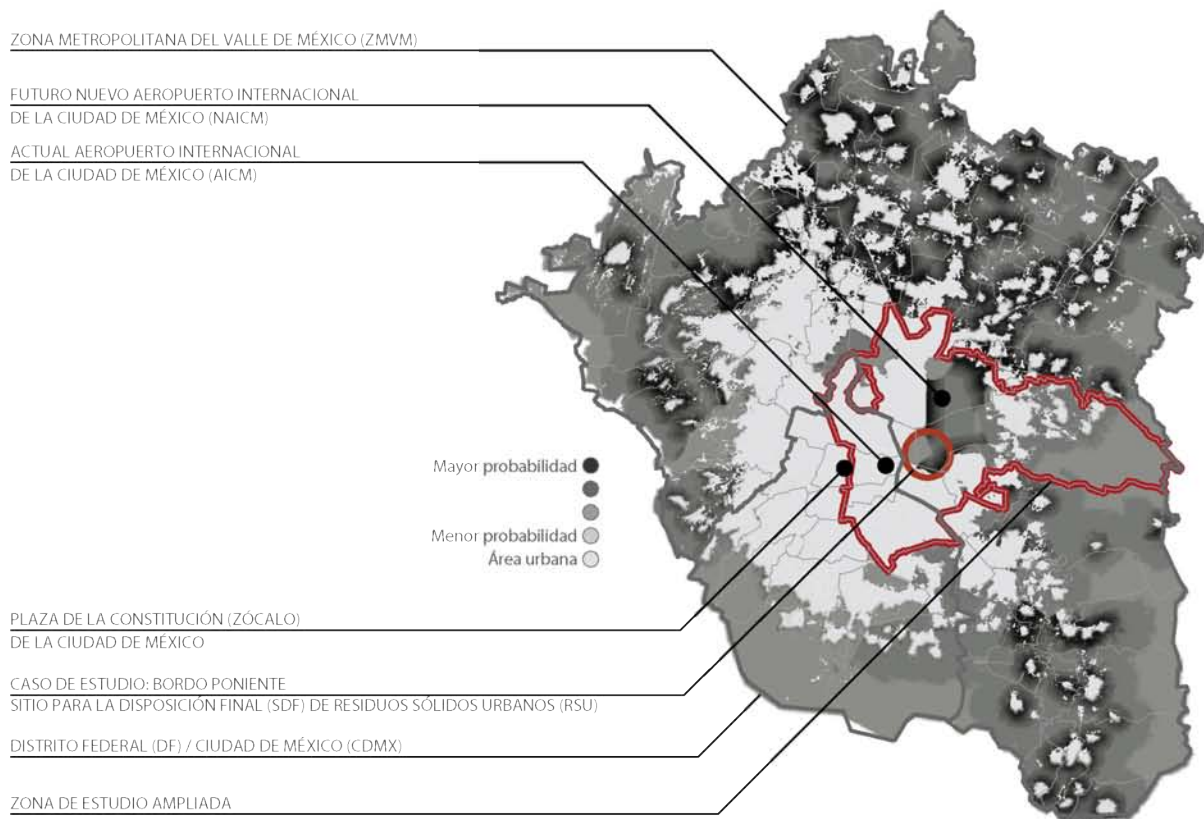 ZONA METROPOLITANA DEL VALLE DE MÉXICO (ZMVM)
FUTURO NUEVO AEROPUERTO INTERNACIONAL
DE LA CIUDAD DE MÉXICO (NAICM)
ACTUAL AEROPUERTO INTERNACIONAL
DE LA CIUDAD DE MÉXICO (AICM)
Mayor probabilidad
Menor probabilidad
Área urbana
PLAZA DE LA CONSTITUCIÓN (ZÓCALO)
DE LA CIUDAD DE MÉXICO
CASO DE ESTUDIO: BORDO PONIENTE
SITIO PARA LA DISPOSICIÓN FINAL (SDF) DE RESIDUOS SÓLIDOS URBANOS (RSU)
DISTRITO FEDERAL (DF) / CIUDAD DE MÉXICO (CDMX)
ZONA DE ESTUDIO AMPLIADA